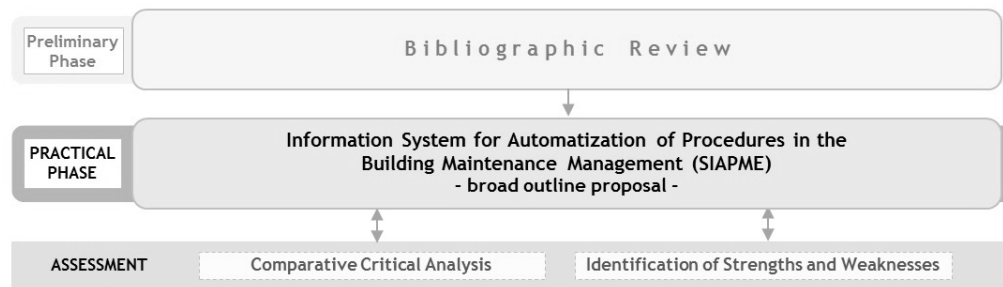 Preliminary
Phase
Bibliographic Review
PRACTICAL
PHASE
Information System for Automatization of Procedures in the
Building Maintenance Management (SIAPME)
- broad outline proposal -
ASSESSMENT
Comparative Critical Analysis
Identification of Strengths and Weaknesses